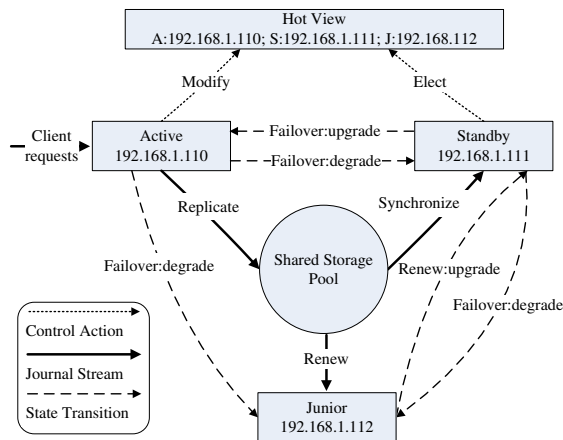 Hot View
A:192.168.1.110; S:192.168.1.111; J:192.168.112
Modify
Elect
Client
requests
Active
192.168.1.110
Failover:upgrade
Failover:degrade
Standby
192.168.1.111
Replicate
Synchronize
Shared Storage
Pool
Failover:degrade
Renew:upgrade
Failover:degrade
Control Action
Journal Stream
State Transition
Renew
Junior
192.168.1.112